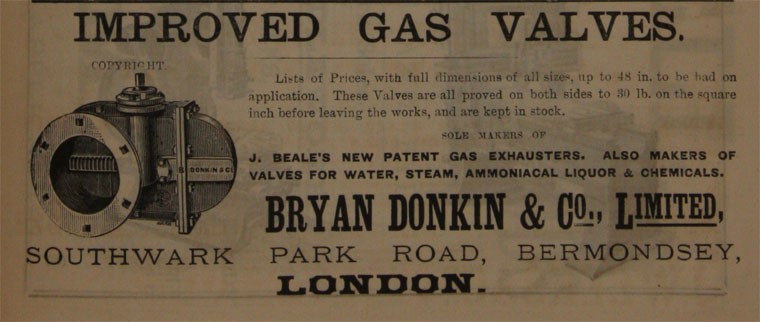 IMPROVED GAS VALVES.
COPYRIGHT.
Lists of Prices, with full dimensions of all sizes, up to 48 in. to be had on
application. These Valves are all proved on both sides to 30 lb. on the square
inch before leaving the works, and are kept in stock.
SOLE MAKERS OF
J. BEALE'S NEW PATENT GAS EXHAUSTERS. ALSO MAKERS OF
VALVES FOR WATER, STEAM, AMMONIACAL LIQUOR & CHEMICALS.
B DONKIN & Co
BRYAN DONKIN & Co., LIMITED,
SOUTHWARK PARK ROAD, BERMONDSEY,
LONDON.